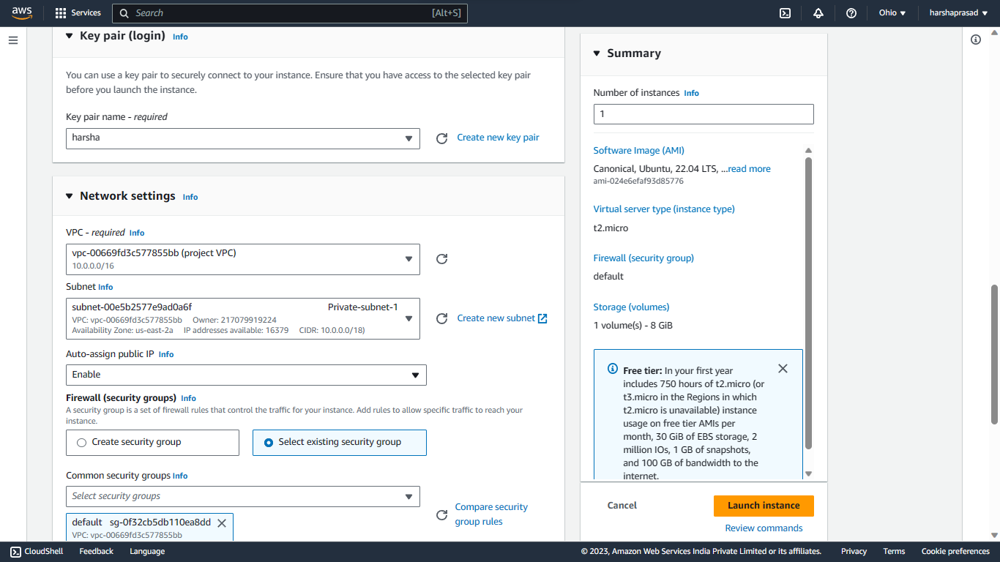 aws
Services
Search
[Alt+S]
Ohio
harshaprasad
Key pair (login) Info
You can use a key pair to securely connect to your instance. Ensure that you have access to the selected key pair
before you launch the instance.
Key pair name - required
harsha
Create new key pair
Network settings Info
VPC - required Info
vpc-00669fd3c577855bb (project VPC)
10.0.0.0/16
Subnet Info
subnet-00e5b2577e9ad0a6f Private-subnet-1
VPC: vpc-00669fd3c577855bb Owner: 217079919224
Availability Zone: us-east-2a IP addresses available: 16379 CIDR: 10.0.0.0/18)
Create new subnet
Auto-assign public IP Info
Enable
Firewall (security groups) Info
A security group is a set of firewall rules that control the traffic for your instance. Add rules to allow specific traffic to reach your
instance.
Create security group
Select existing security group
Common security groups Info
Select security groups
default sg-0f32cb5db110ea8dd
VPC: vpc-00669fd3c577855bb
Compare security
group rules
Summary
Number of instances Info
1
Software Image (AMI)
Canonical, Ubuntu, 22.04 LTS, ...read more
ami-024e6efaf93d85776
Virtual server type (instance type)
t2.micro
Firewall (security group)
default
Storage (volumes)
1 volume(s) - 8 GiB
Free tier: In your first year
includes 750 hours of t2.micro (or
t3.micro in the Regions in which
t2.micro is unavailable) instance
usage on free tier AMIs per
month, 30 GiB of EBS storage, 2
million IOs, 1 GB of snapshots,
and 100 GB of bandwidth to the
internet.
Cancel
Launch instance
Review commands
CloudShell
Feedback
Language
© 2023, Amazon Web Services India Private Limited or its affiliates.
Privacy
Terms
Cookie preferences